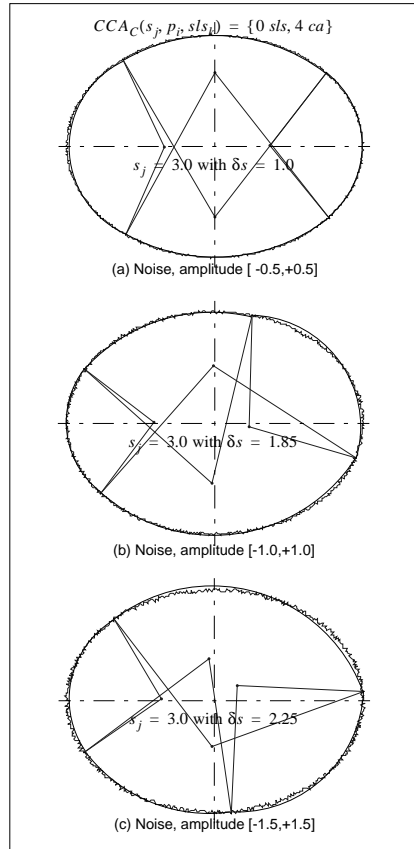 CCA_C(s_j, p_i, sls_k) = {0 sls, 4 ca}
s_j = 3.0 with δs = 1.0
(a) Noise, amplitude [ -0.5,+0.5]
s_j = 3.0 with δs = 1.85
(b) Noise, amplitude [-1.0,+1.0]
s_j = 3.0 with δs = 2.25
(c) Noise, amplitude [-1.5,+1.5]